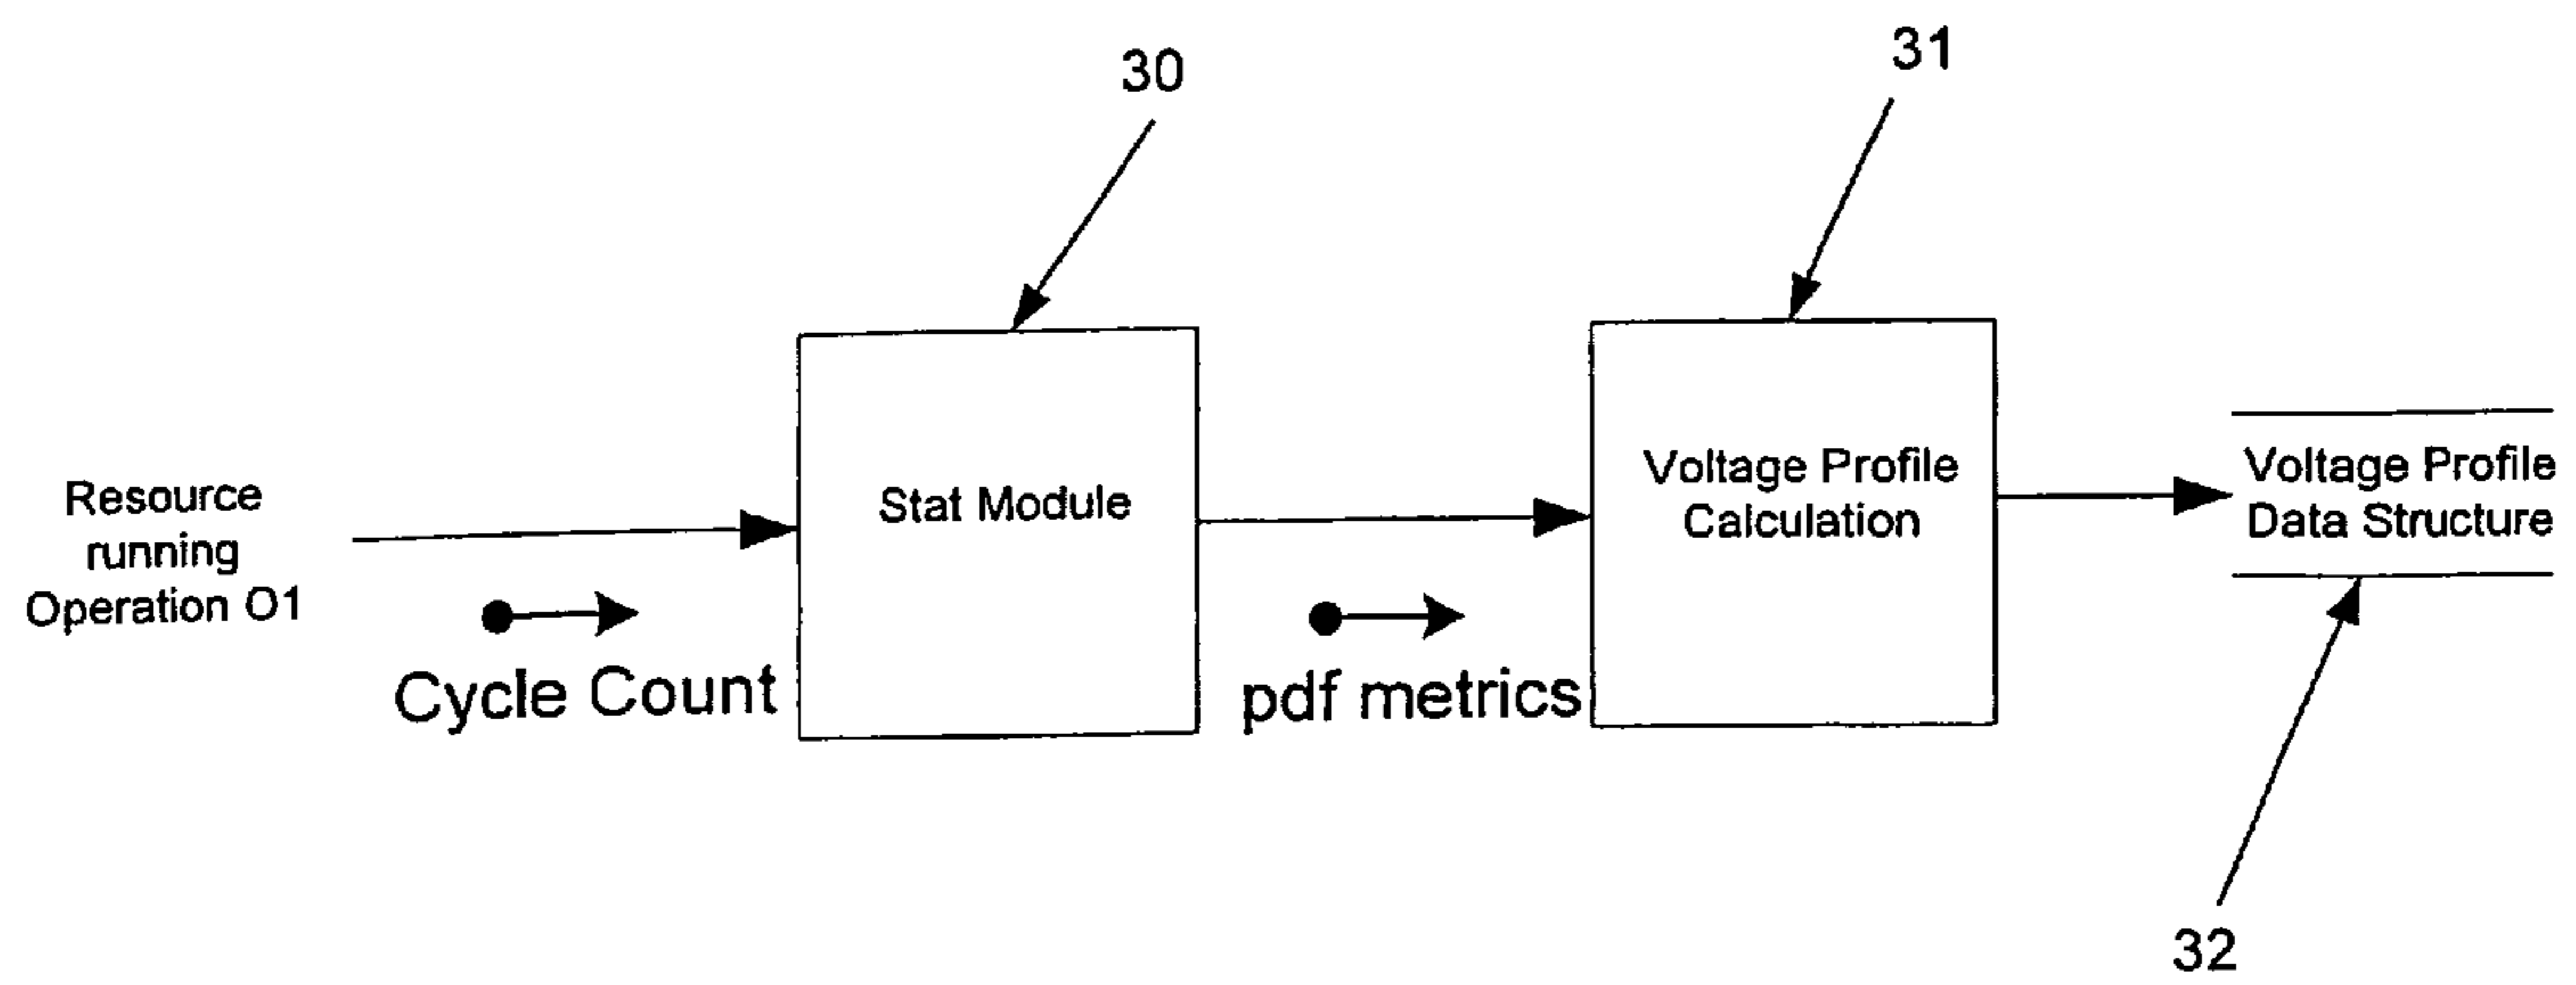 30
31
Resource
running
Operation O1
Cycle Count
Stat Module
pdf metrics
Voltage Profile
Calculation
Voltage Profile
Data Structure
32